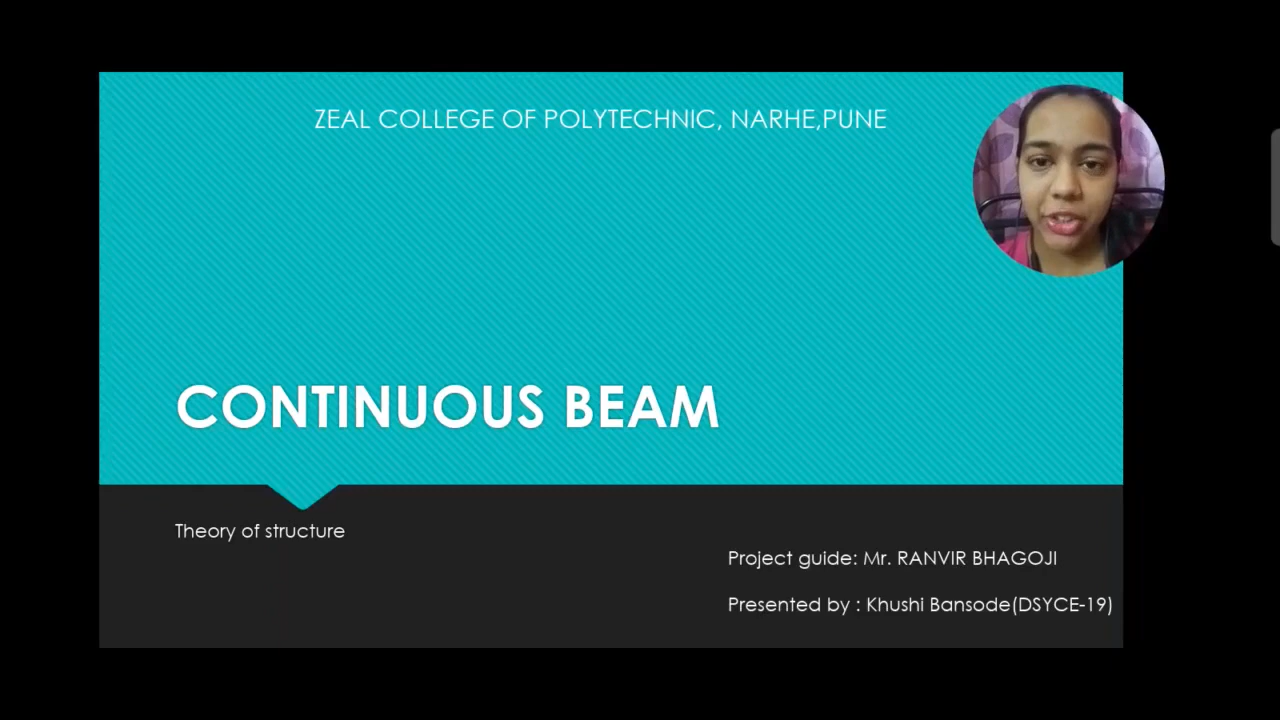 ZEAL COLLEGE OF POLYTECHNIC, NARHE,PUNE
CONTINUOUS BEAM
Theory of structure
Project guide: Mr. RANVIR BHAGOJI
Presented by : Khushi Bansode(DSYCE-19)